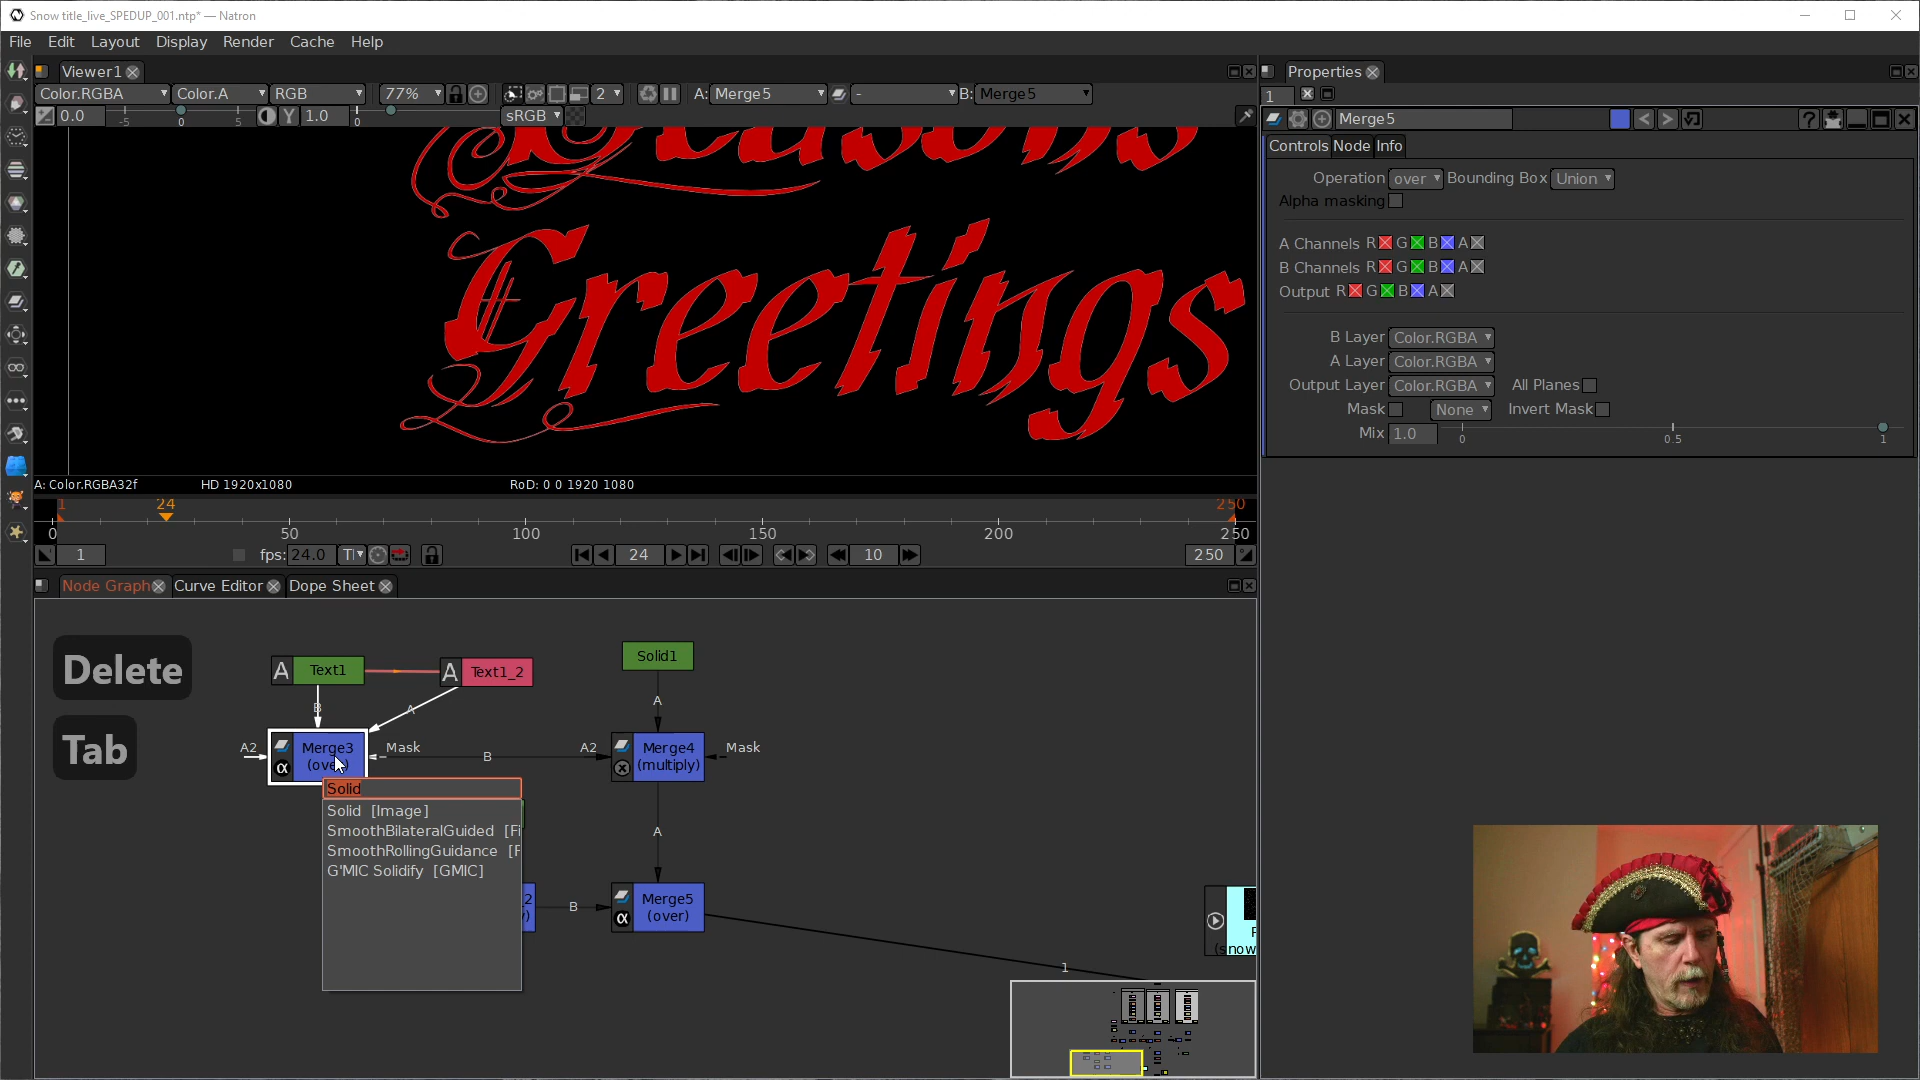 Snow title_live_SPEDUP_001.ntp* — Natron
File Edit Layout Display Render Cache Help
Viewer1
Properties
Color.RGBA Color.A RGB 77% 2 A: Merge5 - B: Merge5
1
0.0 -5 0 5 1.0 0 sRGB
Merge5
Controls Node Info
Seasons
Greetings
Operation over Bounding Box Union
Alpha masking
A Channels R G B A
B Channels R G B A
Output R G B A
B Layer Color.RGBA
A Layer Color.RGBA
Output Layer Color.RGBA All Planes
Mask None Invert Mask
Mix 1.0 0 0.5 1
A: Color.RGBA32f HD 1920x1080 RoD: 0 0 1920 1080
1 24 250
0 50 100 150 200 250
1 fps: 24.0 24 10 250
Node Graph Curve Editor Dope Sheet
Delete
Tab
A Text1 A Text1_2 Solid1
B A A
A2 Merge3 Mask B A2 Merge4 Mask
(over) (multiply)
Solid
Solid [Image]
SmoothBilateralGuided [Fi
SmoothRollingGuidance [F
G'MIC Solidify [GMIC]
A
B Merge5
(over)
1
(snow